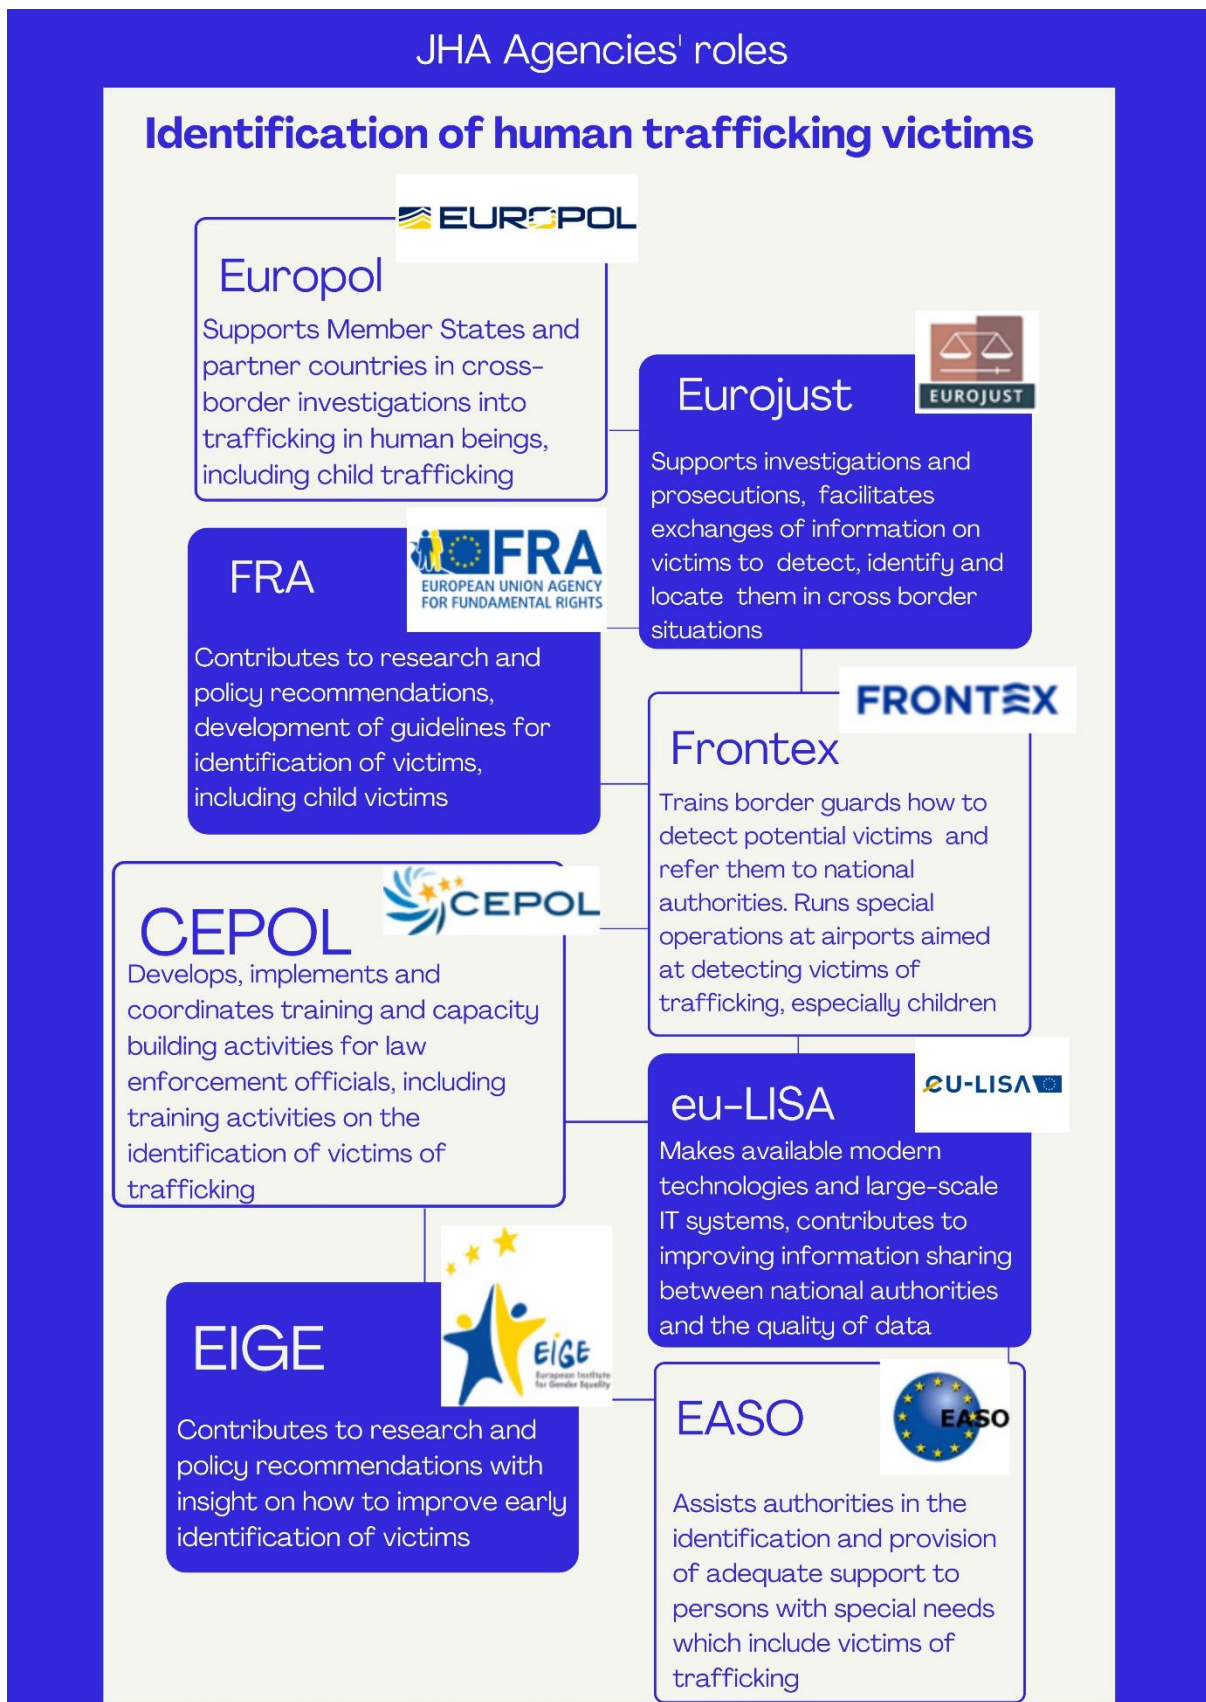 JHA Agencies' roles
Identification of human trafficking victims
EUROPOL
Europol
Supports Member States and
partner countries in cross-
border investigations into
trafficking in human beings,
including child trafficking
EUROJUST
Eurojust
Supports investigations and
prosecutions, facilitates
exchanges of information on
victims to detect, identify and
locate them in cross border
situations
FRA
EUROPEAN UNION AGENCY
FOR FUNDAMENTAL RIGHTS
FRA
Contributes to research and
policy recommendations,
development of guidelines for
identification of victims,
including child victims
FRONTEX
Frontex
Trains border guards how to
detect potential victims and
refer them to national
authorities. Runs special
operations at airports aimed
at detecting victims of
trafficking, especially children
CEPOL
CEPOL
Develops, implements and
coordinates training and capacity
building activities for law
enforcement officials, including
training activities on the
identification of victims of
trafficking
eu-LISA
eu-LISA
Makes available modern
technologies and large-scale
IT systems, contributes to
improving information sharing
between national authorities
and the quality of data
EIGE
European Institute
for Gender Equality
EIGE
Contributes to research and
policy recommendations with
insight on how to improve early
identification of victims
EASO
EASO
Assists authorities in the
identification and provision
of adequate support to
persons with special needs
which include victims of
trafficking